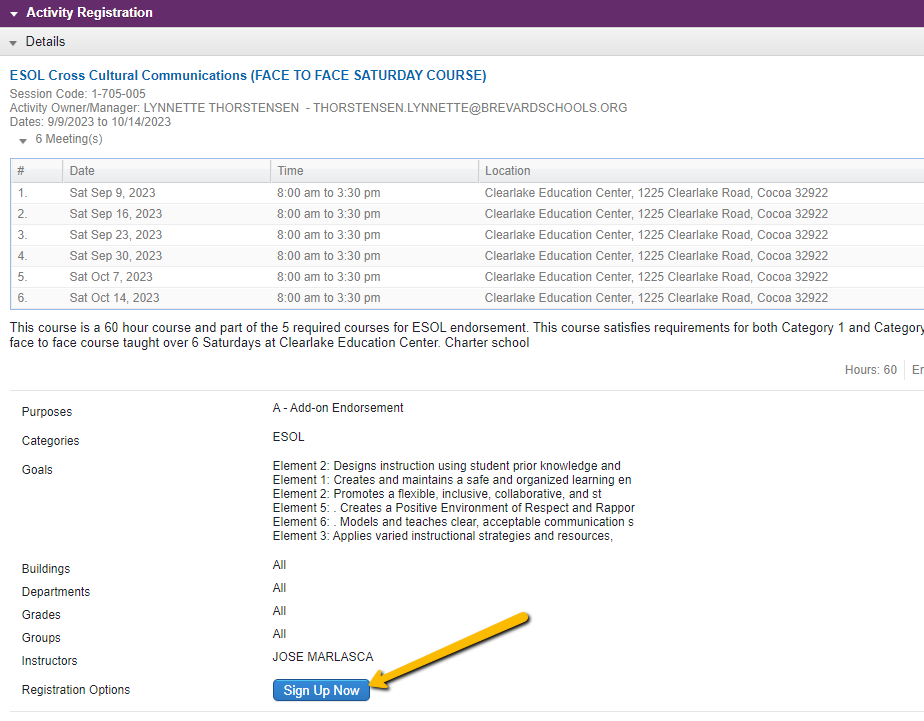 Activity Registration
Details
ESOL Cross Cultural Communications (FACE TO FACE SATURDAY COURSE)
Session Code: 1-705-005
Activity Owner/Manager: LYNNETTE THORSTENSEN - THORSTENSEN.LYNNETTE@BREVARDSCHOOLS.ORG
Dates: 9/9/2023 to 10/14/2023
6 Meeting(s)
# Date Time Location
1. Sat Sep 9, 2023 8:00 am to 3:30 pm Clearlake Education Center, 1225 Clearlake Road, Cocoa 32922
2. Sat Sep 16, 2023 8:00 am to 3:30 pm Clearlake Education Center, 1225 Clearlake Road, Cocoa 32922
3. Sat Sep 23, 2023 8:00 am to 3:30 pm Clearlake Education Center, 1225 Clearlake Road, Cocoa 32922
4. Sat Sep 30, 2023 8:00 am to 3:30 pm Clearlake Education Center, 1225 Clearlake Road, Cocoa 32922
5. Sat Oct 7, 2023 8:00 am to 3:30 pm Clearlake Education Center, 1225 Clearlake Road, Cocoa 32922
6. Sat Oct 14, 2023 8:00 am to 3:30 pm Clearlake Education Center, 1225 Clearlake Road, Cocoa 32922
This course is a 60 hour course and part of the 5 required courses for ESOL endorsement. This course satisfies requirements for both Category 1 and Category
face to face course taught over 6 Saturdays at Clearlake Education Center. Charter school
Hours: 60 Er
Purposes A - Add-on Endorsement
Categories ESOL
Goals Element 2: Designs instruction using student prior knowledge and
Element 1: Creates and maintains a safe and organized learning en
Element 2: Promotes a flexible, inclusive, collaborative, and st
Element 5: . Creates a Positive Environment of Respect and Rappor
Element 6: . Models and teaches clear, acceptable communication s
Element 3: Applies varied instructional strategies and resources,
Buildings All
Departments All
Grades All
Groups All
Instructors JOSE MARLASCA
Registration Options Sign Up Now